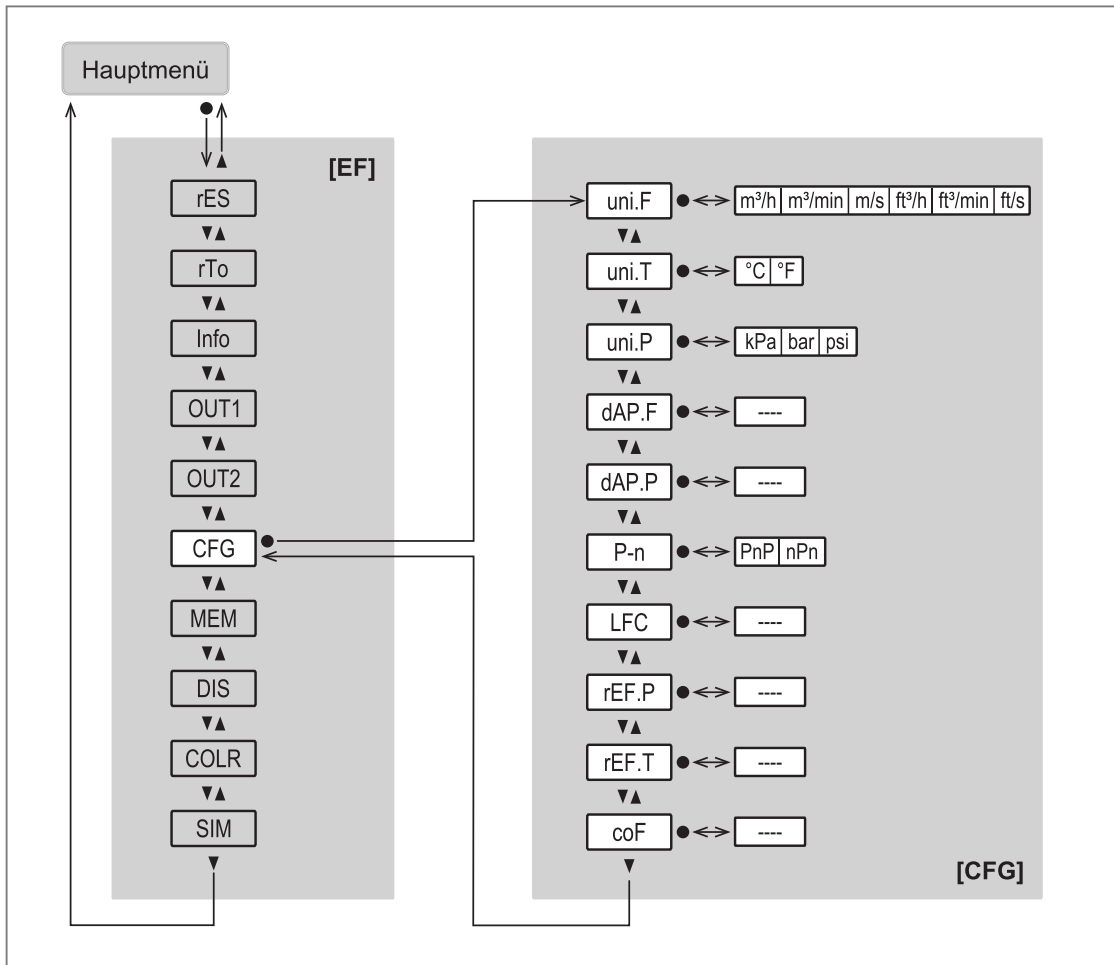 Hauptmenü
[EF]
rES
rTo
Info
OUT1
OUT2
CFG
MEM
DIS
COLR
SIM
uni.F m³/h m³/min m/s ft³/h ft³/min ft/s
uni.T °C °F
uni.P kPa bar psi
dAP.F ----
dAP.P ----
P-n PnP nPn
LFC ----
rEF.P ----
rEF.T ----
coF ----
[CFG]